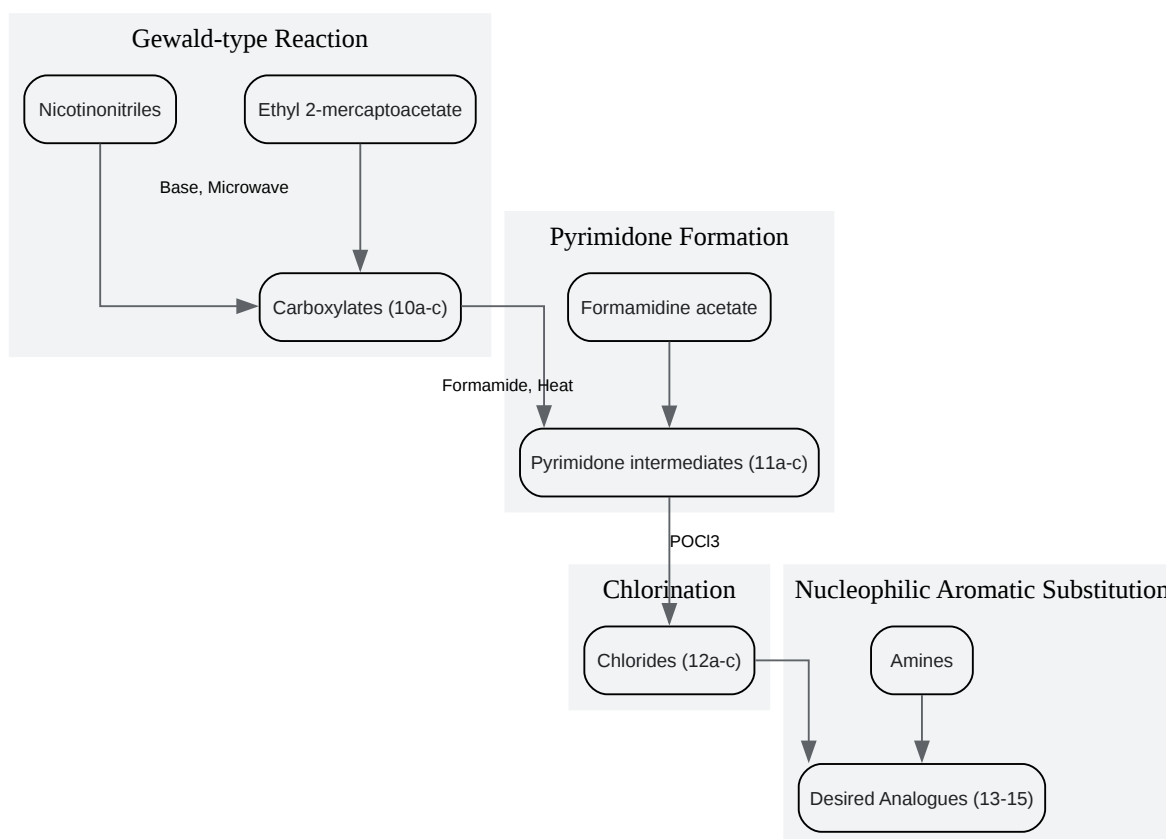 Gewald-type Reaction
Nicotinonitriles
Ethyl 2-mercaptoacetate
Base, Microwave
Carboxylates (10a-c)
Pyrimidone Formation
Formamidine acetate
Formamide, Heat
Pyrimidone intermediates (11a-c)
POCl3
Chlorination
Chlorides (12a-c)
Nucleophilic Aromatic Substitution
Amines
Desired Analogues (13-15)